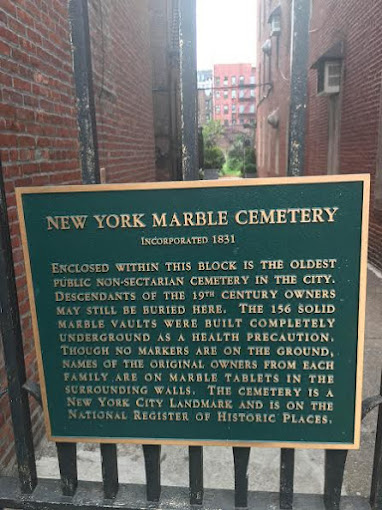 NEW YORK MARBLE CEMETERY
INCORPORATED 1831
ENCLOSED WITHIN THIS BLOCK IS THE OLDEST
PUBLIC NON-SECTARIAN CEMETERY IN THE CITY.
DESCENDANTS OF THE 19TH CENTURY OWNERS
MAY STILL BE BURIED HERE. THE 156 SOLID
MARBLE VAULTS WERE BUILT COMPLETELY
UNDERGROUND AS A HEALTH PRECAUTION.
THOUGH NO MARKERS ARE ON THE GROUND,
NAMES OF THE ORIGINAL OWNERS FROM EACH
FAMILY ARE ON MARBLE TABLETS IN THE
SURROUNDING WALLS. THE CEMETERY IS A
NEW YORK CITY LANDMARK AND IS ON THE
NATIONAL REGISTER OF HISTORIC PLACES.